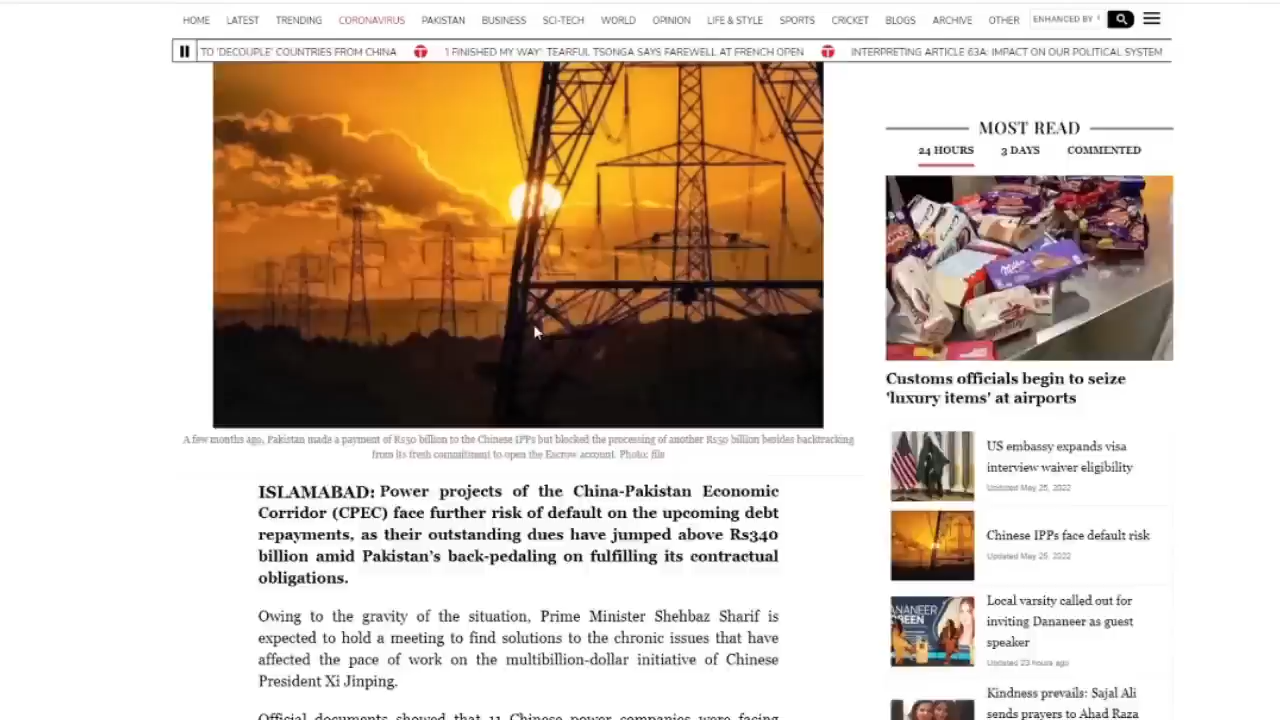 HOME LATEST TRENDING CORONAVIRUS PAKISTAN BUSINESS SCI-TECH WORLD OPINION LIFE & STYLE SPORTS CRICKET BLOGS ARCHIVE OTHER ENHANCED BY
TO 'DECOUPLE' COUNTRIES FROM CHINA 'I FINISHED MY WAY': TEARFUL TSONGA SAYS FAREWELL AT FRENCH OPEN INTERPRETING ARTICLE 63A: IMPACT ON OUR POLITICAL SYSTEM
A few months ago, Pakistan made a payment of Rs50 billion to the Chinese IPPs but blocked the processing of another Rs50 billion besides backtracking
from its fresh commitment to open the Escrow account. Photo: file
ISLAMABAD: Power projects of the China-Pakistan Economic
Corridor (CPEC) face further risk of default on the upcoming debt
repayments, as their outstanding dues have jumped above Rs340
billion amid Pakistan's back-pedaling on fulfilling its contractual
obligations.
Owing to the gravity of the situation, Prime Minister Shehbaz Sharif is
expected to hold a meeting to find solutions to the chronic issues that have
affected the pace of work on the multibillion-dollar initiative of Chinese
President Xi Jinping.
Official documents showed that 11 Chinese power companies were facing
MOST READ
24 HOURS 3 DAYS COMMENTED
Milka
Customs officials begin to seize
'luxury items' at airports
US embassy expands visa
interview waiver eligibility
Updated May 25, 2022
Chinese IPPs face default risk
Updated May 25, 2022
Local varsity called out for
inviting Dananeer as guest
speaker
Updated 23 hours ago
Kindness prevails: Sajal Ali
sends prayers to Ahad Raza